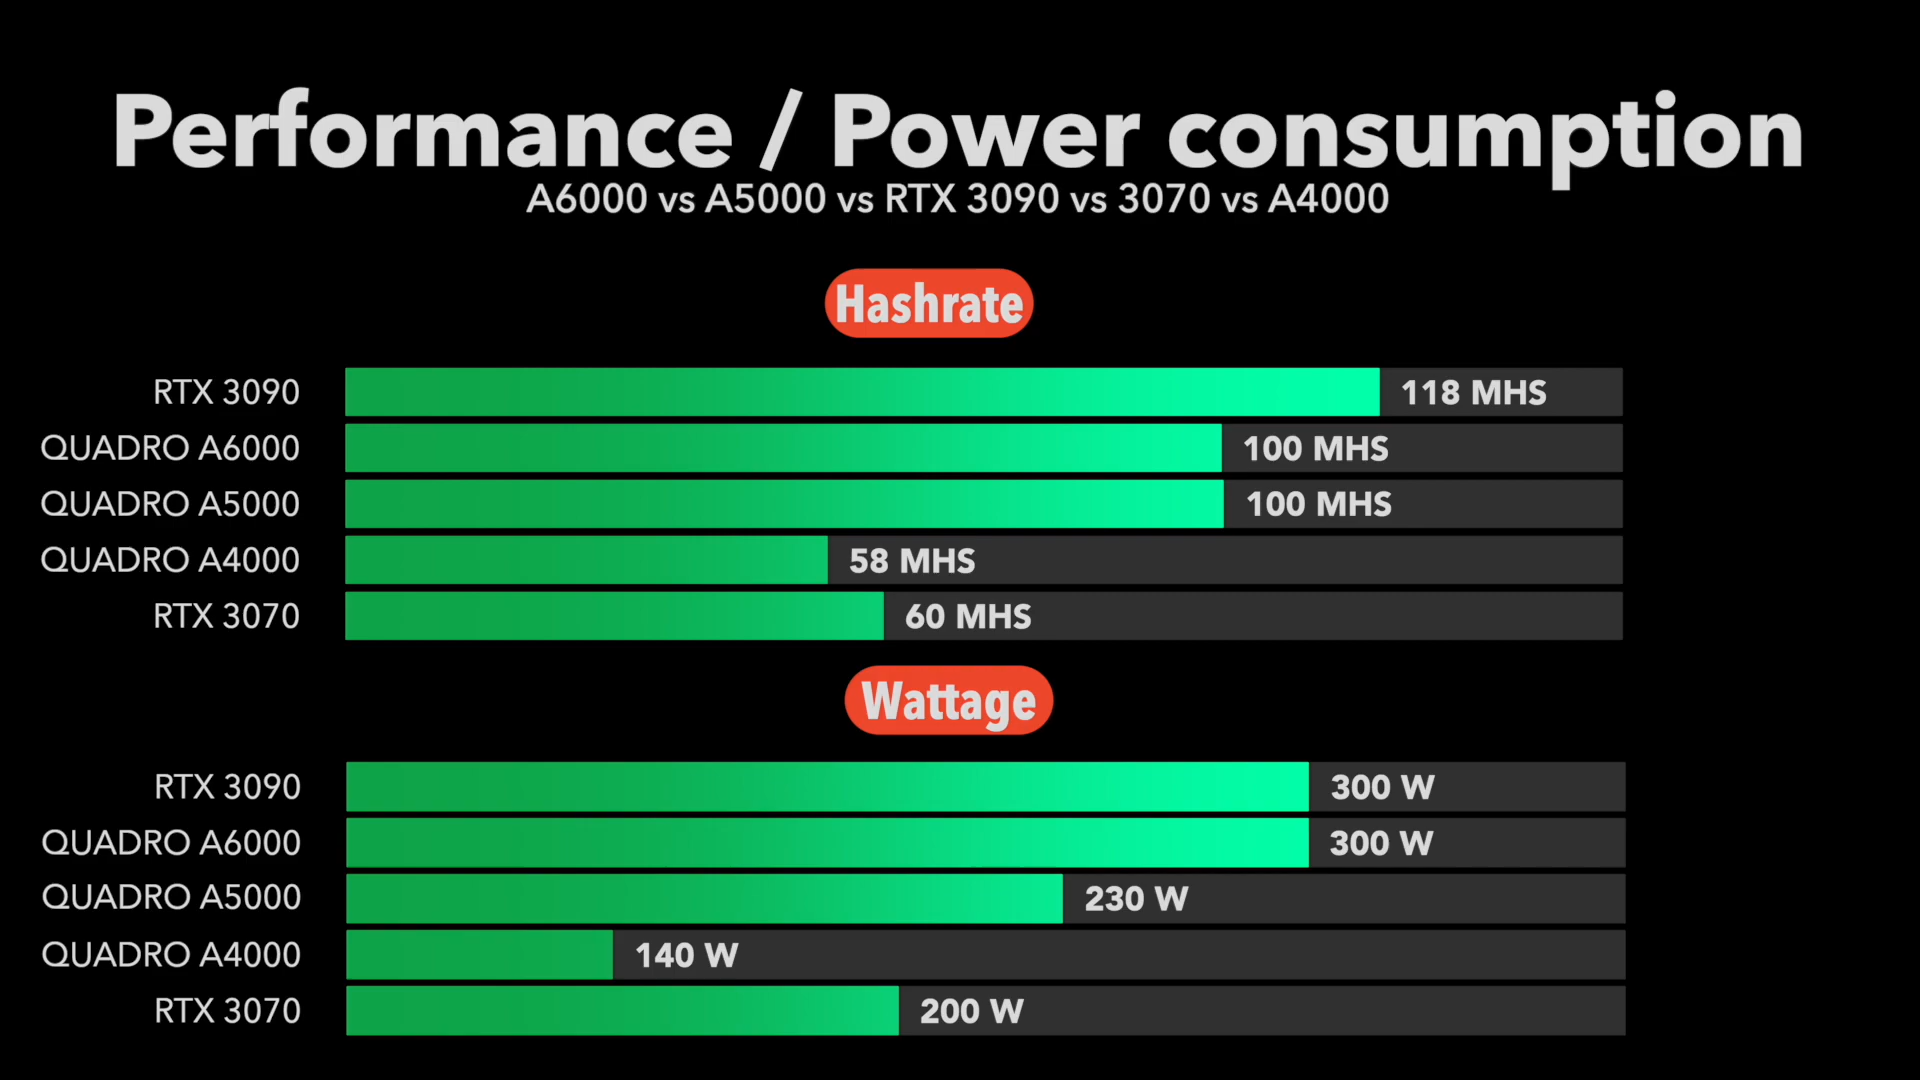 Performance / Power consumption
A6000 vs A5000 vs RTX 3090 vs 3070 vs A4000
Hashrate
RTX 3090 118 MHS
QUADRO A6000 100 MHS
QUADRO A5000 100 MHS
QUADRO A4000 58 MHS
RTX 3070 60 MHS
Wattage
RTX 3090 300 W
QUADRO A6000 300 W
QUADRO A5000 230 W
QUADRO A4000 140 W
RTX 3070 200 W